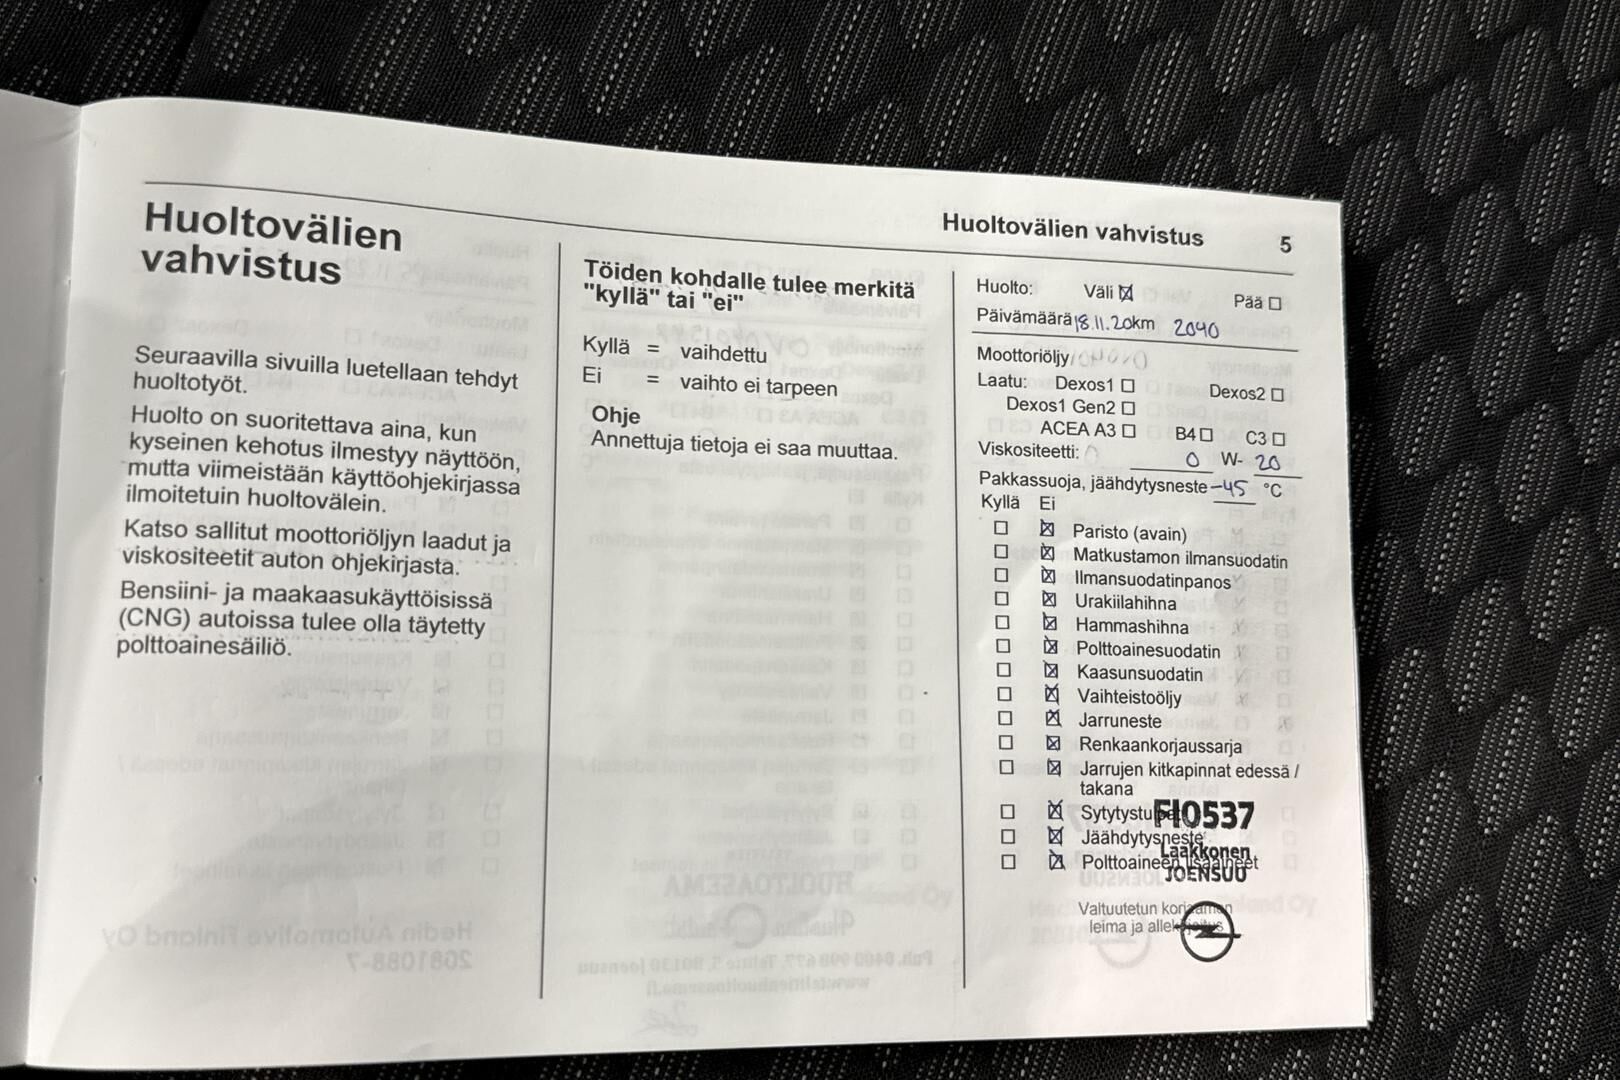 Huoltovälien vahvistus 5
Huoltovälien
vahvistus
Seuraavilla sivuilla luetellaan tehdyt
huoltotyöt.
Huolto on suoritettava aina, kun
kyseinen kehotus ilmestyy näyttöön,
mutta viimeistään käyttöohjekirjassa
ilmoitetuin huoltovälein.
Katso sallitut moottoriöljyn laadut ja
viskositeetit auton ohjekirjasta.
Bensiini- ja maakaasukäyttöisissä
(CNG) autoissa tulee olla täytetty
polttoainesäiliö.
Töiden kohdalle tulee merkitä
"kyllä" tai "ei"
Kyllä = vaihdettu
Ei = vaihto ei tarpeen
Ohje
Annettuja tietoja ei saa muuttaa.
Huolto: Väli ☒ Pää ☐
Päivämäärä 18.11.20 km 2040
Moottoriöljy
Laatu: Dexos1 ☐ Dexos2 ☐
Dexos1 Gen2 ☐
ACEA A3 ☐ B4 ☐ C3 ☐
Viskositeetti: 0 W- 20
Pakkassuoja, jäähdytysneste -45 °C
Kyllä Ei
☐ ☒ Paristo (avain)
☐ ☒ Matkustamon ilmansuodatin
☐ ☒ Ilmansuodatinpanos
☐ ☒ Urakiilahihna
☐ ☒ Hammashihna
☐ ☒ Polttoainesuodatin
☐ ☒ Kaasunsuodatin
☐ ☒ Vaihteistoöljy
☐ ☒ Jarruneste
☐ ☒ Renkaankorjaussarja
☐ ☒ Jarrujen kitkapinnat edessä /
takana
☐ ☒ FI0537
☐ ☒ Jäähdytysneste
Laakkonen
☐ ☒ Polttoaineen lisäaineet
JOENSUU
Valtuutetun korjaamon
leima ja allekirjoitus